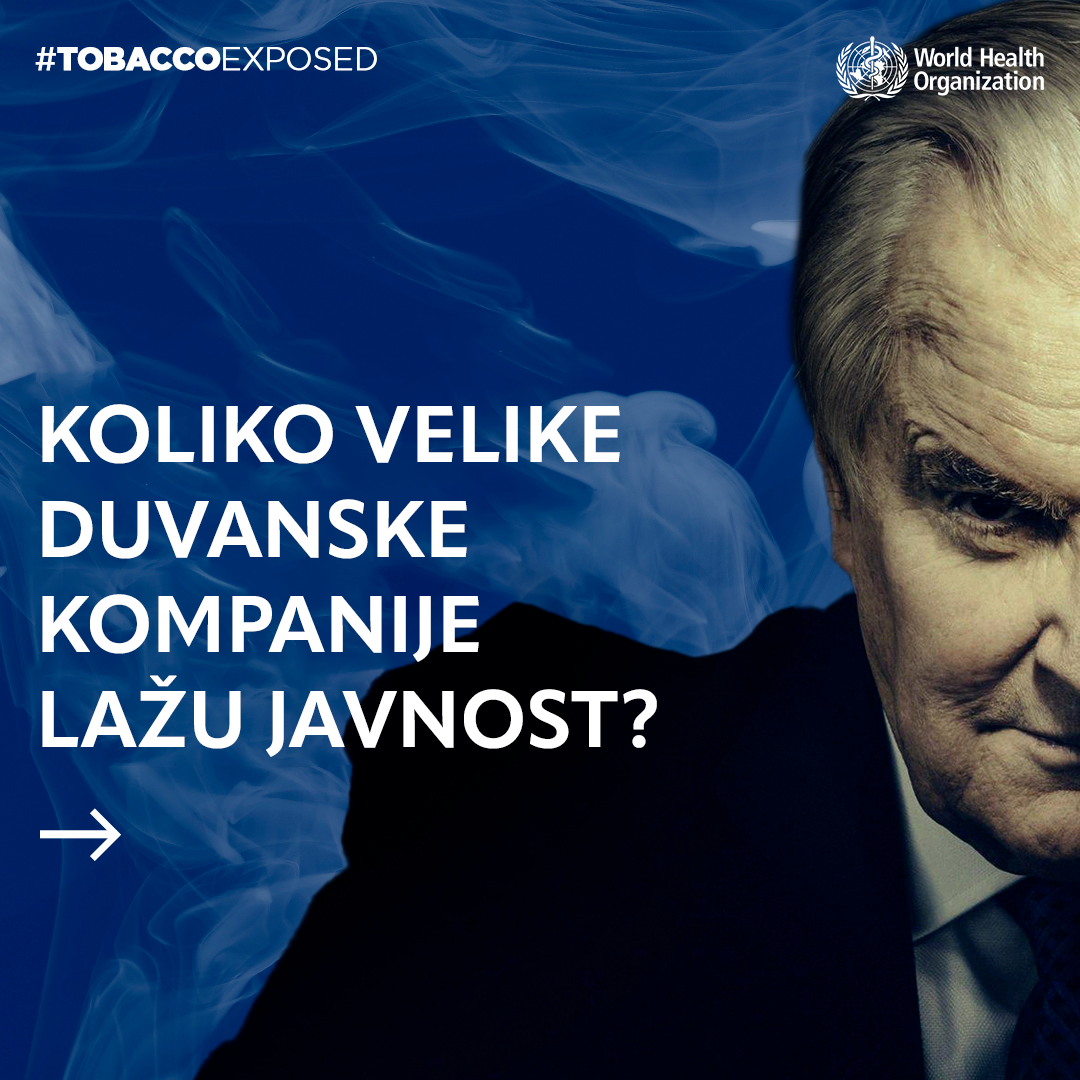 #TOBACCOEXPOSED
World Health
Organization
KOLIKO VELIKE
DUVANSKE
KOMPANIJE
LAŽU JAVNOST?